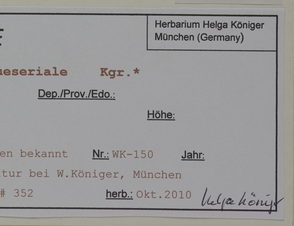 Herbarium Helga Königer
München (Germany)
ueseriale Kgr.*
Dep./Prov./Edo.:
Höhe:
en bekannt Nr.: WK-150 Jahr:
tur bei W.Königer, München
# 352 herb.: Okt.2010 Helga Königer